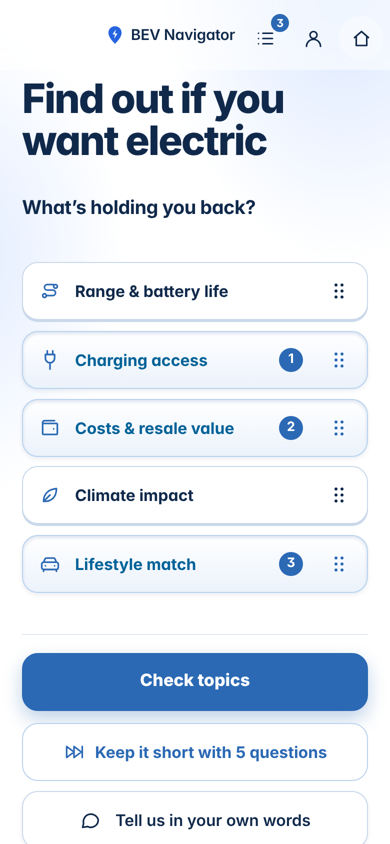 BEV Navigator
3
Find out if you
want electric
What’s holding you back?
Range & battery life
Charging access 1
Costs & resale value 2
Climate impact
Lifestyle match 3
Check topics
Keep it short with 5 questions
Tell us in your own words